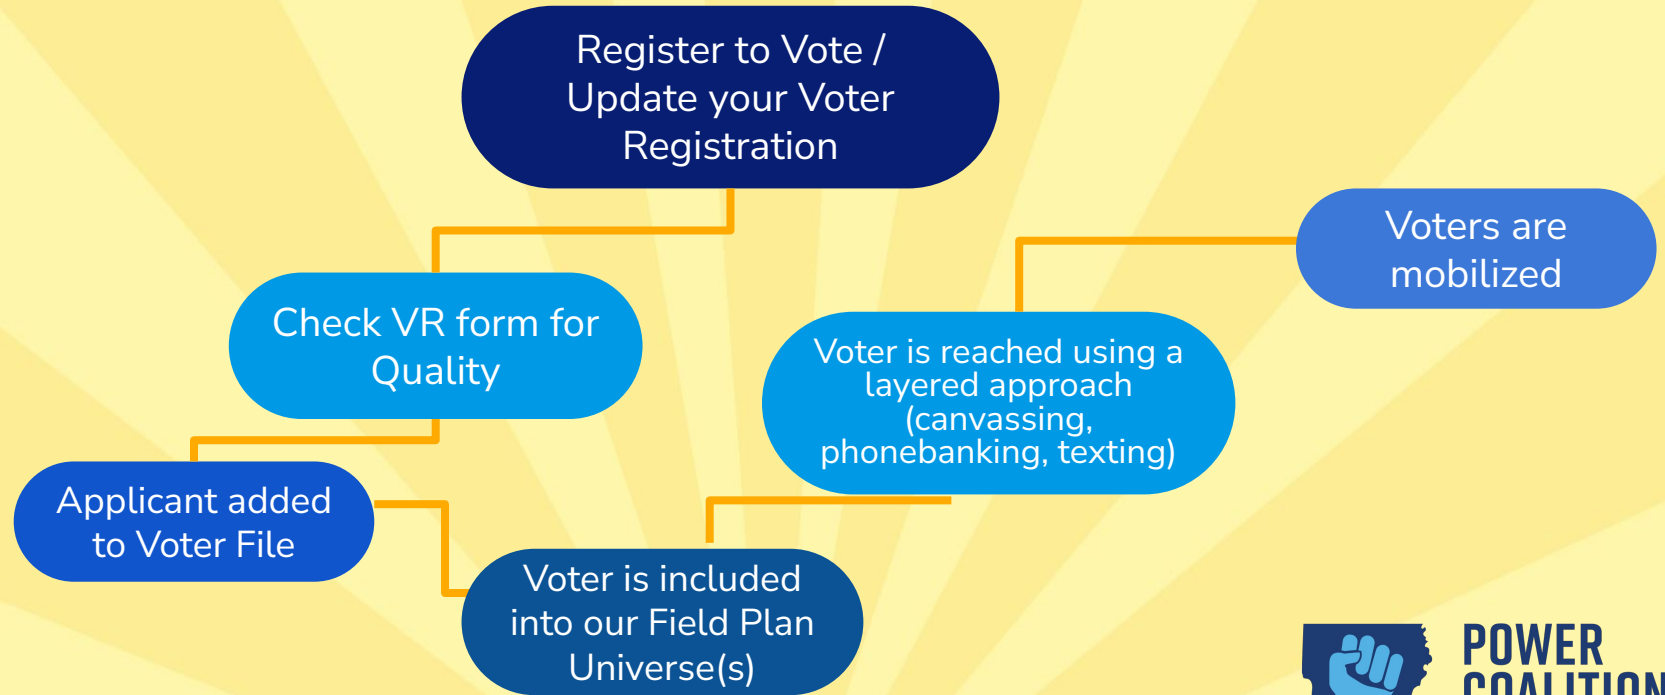 Register to Vote /
Update your Voter
Registration
Check VR form for
Quality
Applicant added
to Voter File
Voter is included
into our Field Plan
Universe(s)
Voter is reached using a
layered approach
(canvassing,
phonebanking, texting)
Voters are
mobilized
POWER
COALITION